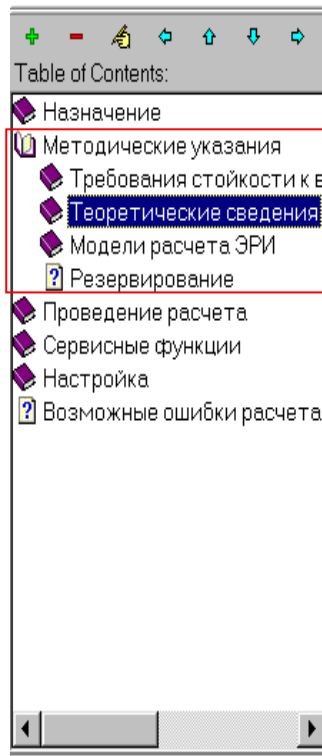 Table of Contents:
Назначение
Методические указания
Требования стойкости к
Теоретические сведения
Модели расчета ЭРИ
Резервирование
Проведение расчета
Сервисные функции
Настройка
Возможные ошибки расчета